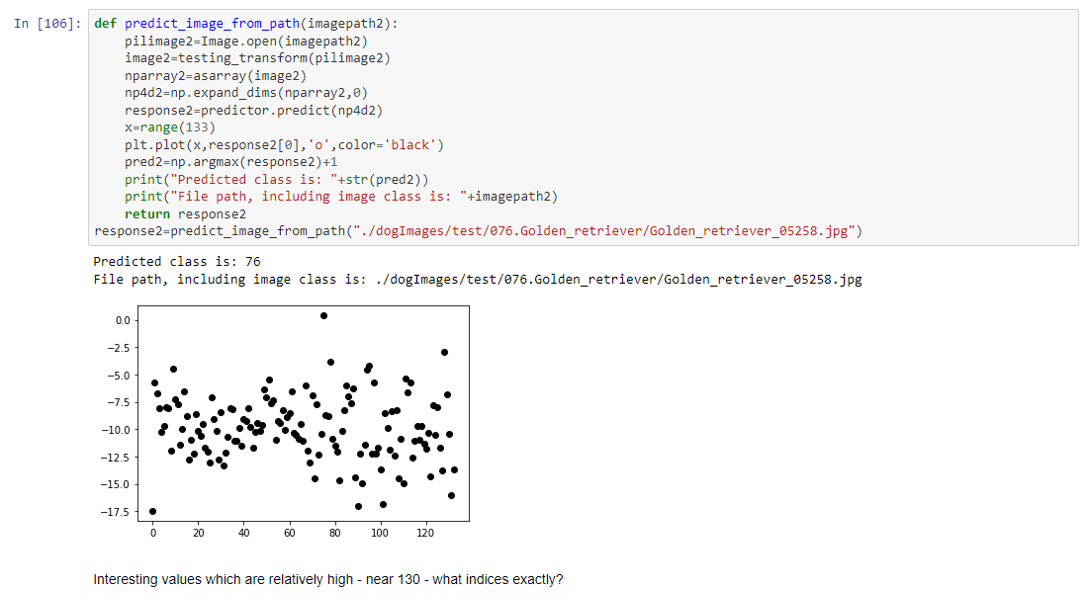 In [106]: def predict_image_from_path(imagepath2):
    pilimage2=Image.open(imagepath2)
    image2=testing_transform(pilimage2)
    nparray2=asarray(image2)
    np4d2=np.expand_dims(nparray2,0)
    response2=predictor.predict(np4d2)
    x=range(133)
    plt.plot(x,response2[0],'o',color='black')
    pred2=np.argmax(response2)+1
    print("Predicted class is: "+str(pred2))
    print("File path, including image class is: "+imagepath2)
    return response2
response2=predict_image_from_path("./dogImages/test/076.Golden_retriever/Golden_retriever_05258.jpg")
Predicted class is: 76
File path, including image class is: ./dogImages/test/076.Golden_retriever/Golden_retriever_05258.jpg
0.0
−2.5
−5.0
−7.5
−10.0
−12.5
−15.0
−17.5
0 20 40 60 80 100 120
Interesting values which are relatively high - near 130 - what indices exactly?